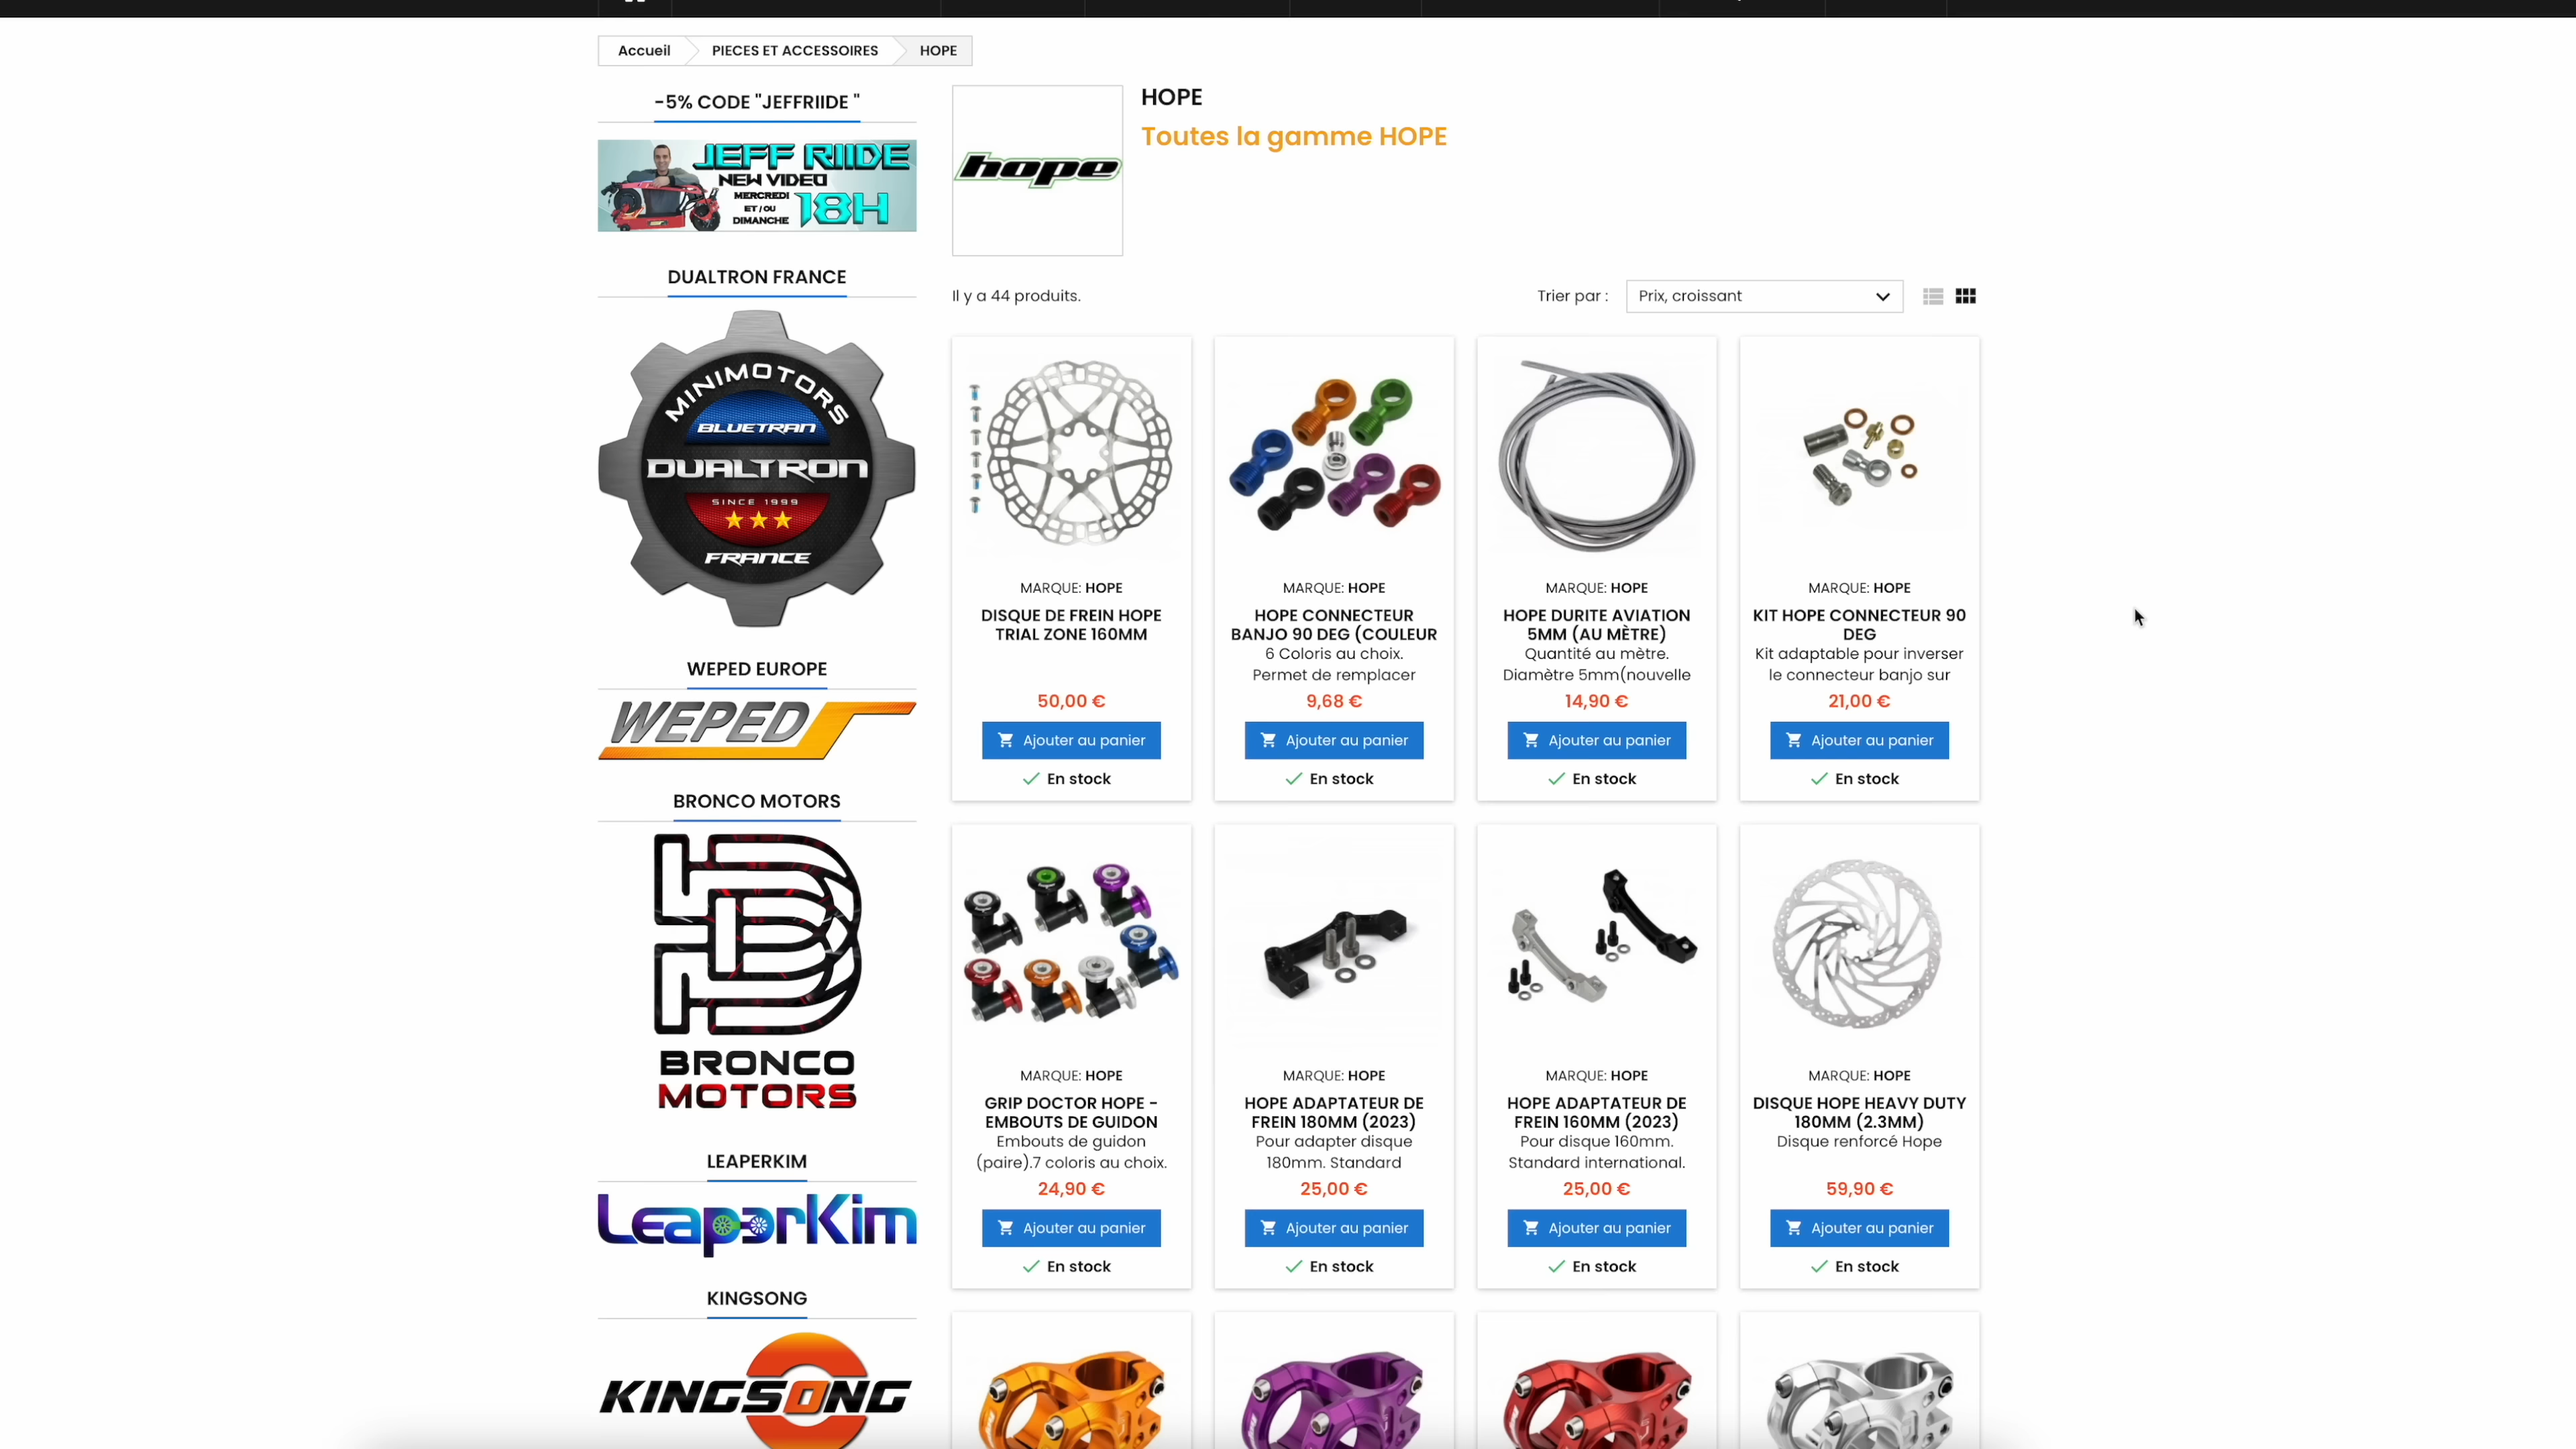 Accueil
PIECES ET ACCESSOIRES
HOPE
-5% CODE "JEFFRIIDE "
JEFF RIIDE
NEW VIDEO
MERCREDI
ET / OU
DIMANCHE
18H
DUALTRON FRANCE
MINIMOTORS
BLUETRAN
DUALTRON
SINCE 1999
FRANCE
WEPED EUROPE
WEPED
BRONCO MOTORS
BRONCO
MOTORS
LEAPERKIM
LeaperKim
KINGSONG
KINGSONG
hope
HOPE
Toutes la gamme HOPE
Il y a 44 produits.
Trier par :
Prix, croissant
MARQUE: HOPE
DISQUE DE FREIN HOPE
TRIAL ZONE 160MM
50,00 €
Ajouter au panier
En stock
MARQUE: HOPE
HOPE CONNECTEUR
BANJO 90 DEG (COULEUR
6 Coloris au choix.
Permet de remplacer
9,68 €
Ajouter au panier
En stock
MARQUE: HOPE
HOPE DURITE AVIATION
5MM (AU MÈTRE)
Quantité au mètre.
Diamètre 5mm(nouvelle
14,90 €
Ajouter au panier
En stock
MARQUE: HOPE
KIT HOPE CONNECTEUR 90
DEG
Kit adaptable pour inverser
le connecteur banjo sur
21,00 €
Ajouter au panier
En stock
MARQUE: HOPE
GRIP DOCTOR HOPE -
EMBOUTS DE GUIDON
Embouts de guidon
(paire).7 coloris au choix.
24,90 €
Ajouter au panier
En stock
MARQUE: HOPE
HOPE ADAPTATEUR DE
FREIN 180MM (2023)
Pour adapter disque
180mm. Standard
25,00 €
Ajouter au panier
En stock
MARQUE: HOPE
HOPE ADAPTATEUR DE
FREIN 160MM (2023)
Pour disque 160mm.
Standard international.
25,00 €
Ajouter au panier
En stock
MARQUE: HOPE
DISQUE HOPE HEAVY DUTY
180MM (2.3MM)
Disque renforcé Hope
59,90 €
Ajouter au panier
En stock